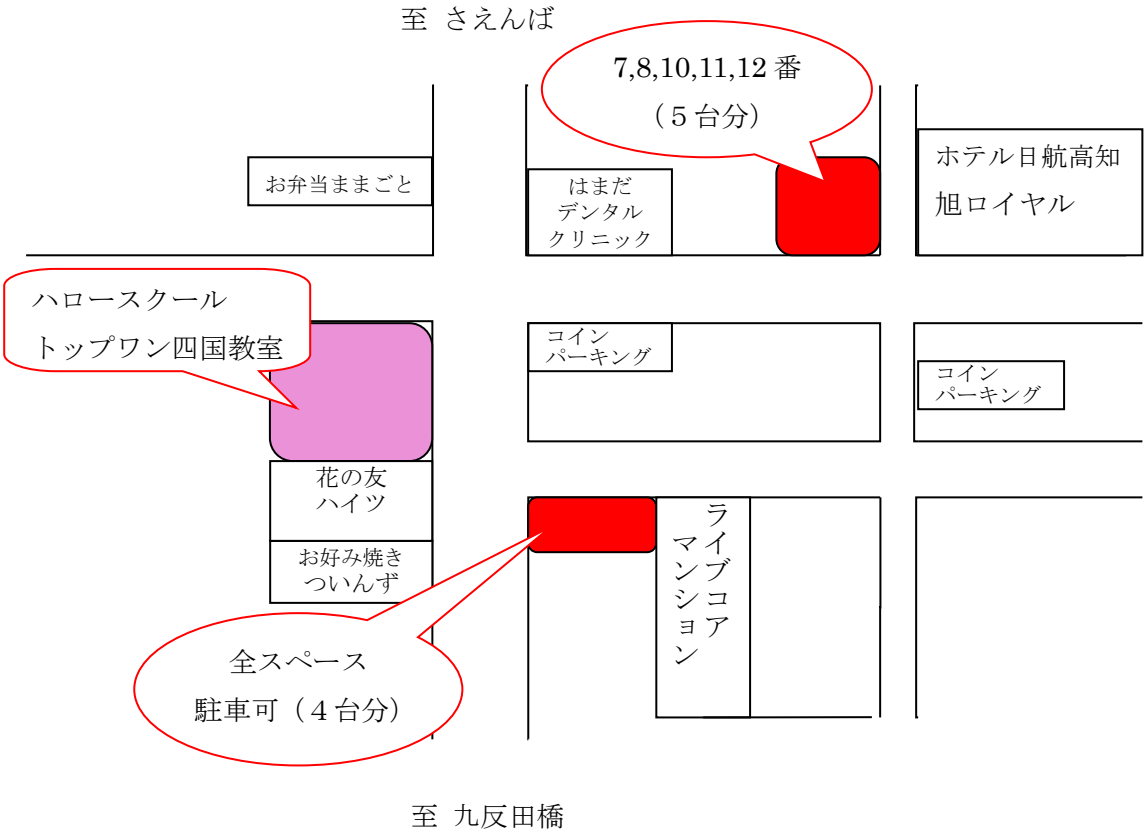 至 さえんば
7,8,10,11,12 番
（５台分）
お弁当ままごと
はまだ
デンタル
クリニック
ホテル日航高知
旭ロイヤル
ハロースクール
トップワン四国教室
コイン
パーキング
コイン
パーキング
花の友
ハイツ
お好み焼き
ついんず
ライブコア
マンション
全スペース
駐車可（４台分）
至 九反田橋